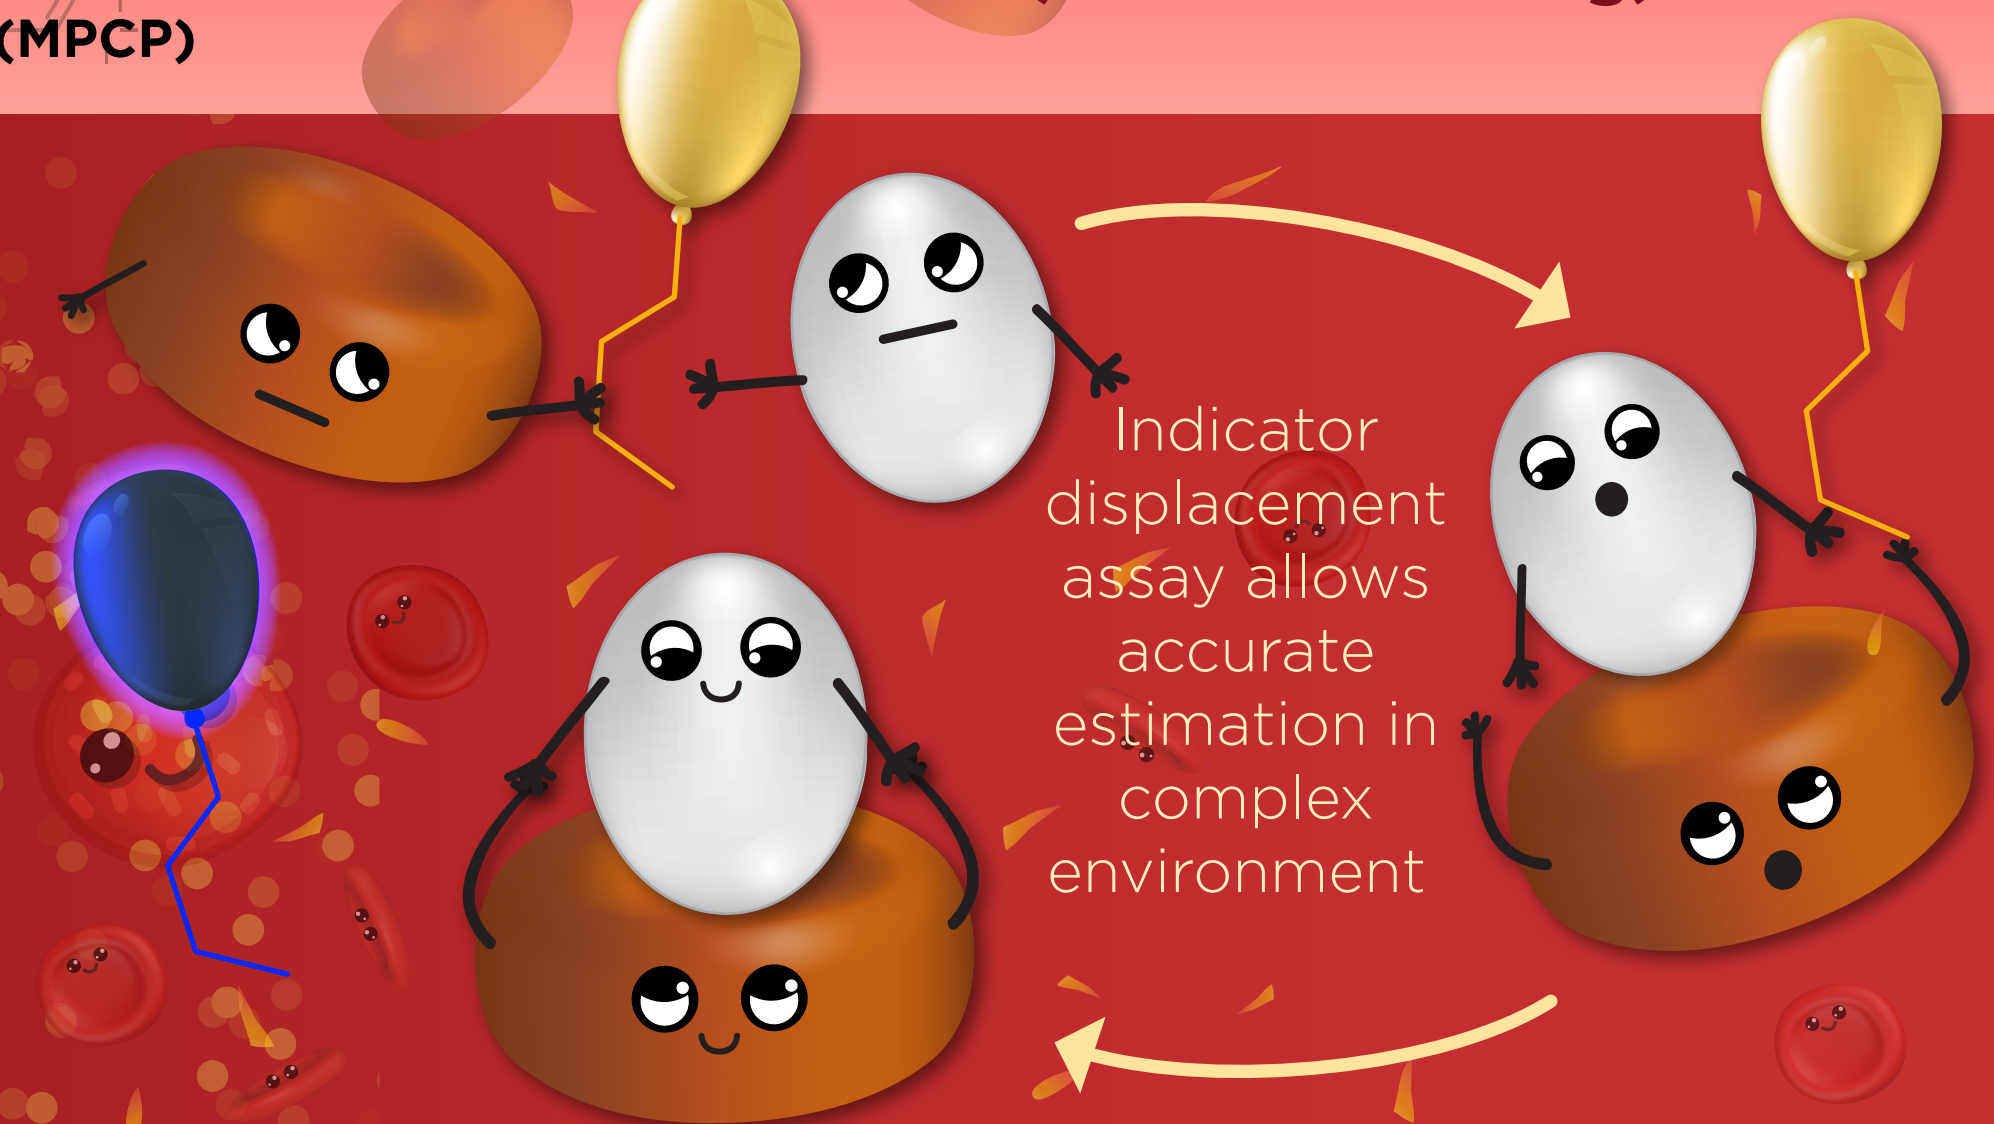 (MPCP)
Indicator
displacement
assay allows
accurate
estimation in
complex
environment